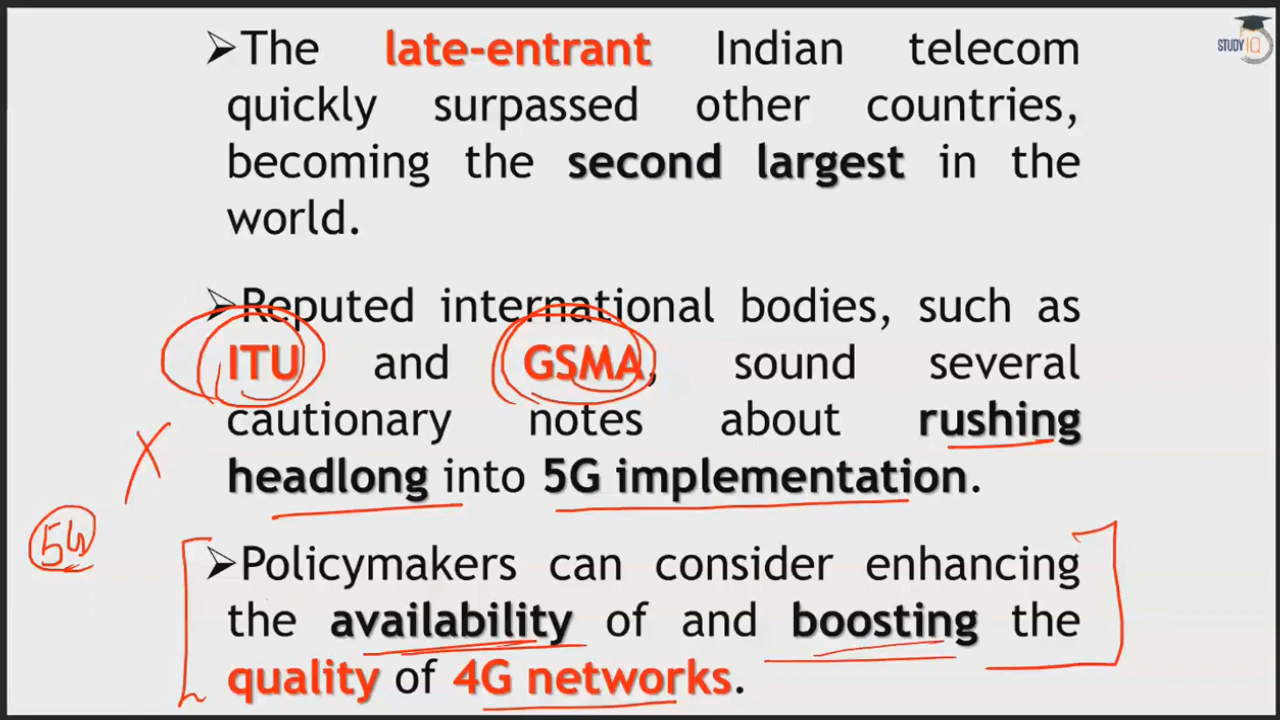 STUDY IQ
➤The late-entrant Indian telecom
quickly surpassed other countries,
becoming the second largest in the
world.
➤Reputed international bodies, such as
ITU and GSMA, sound several
cautionary notes about rushing
headlong into 5G implementation.
5G
➤Policymakers can consider enhancing
the availability of and boosting the
quality of 4G networks.